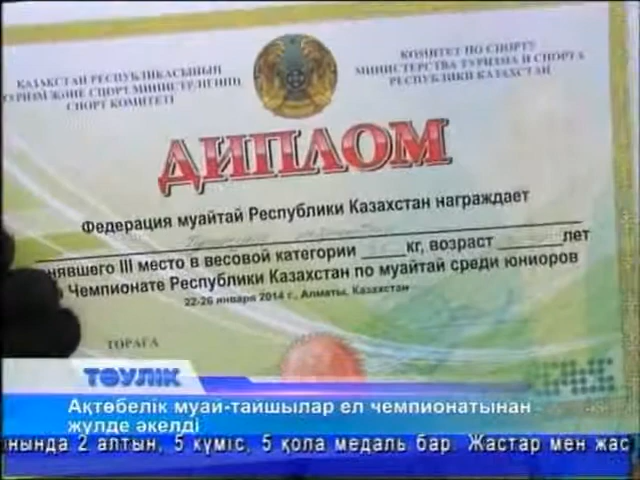 ҚАЗАҚСТАН РЕСПУБЛИКАСЫНЫҢ
ТУРИЗМ ЖӘНЕ СПОРТ МИНИСТРЛІГІНІҢ
СПОРТ КОМИТЕТІ
КОМИТЕТ ПО СПОРТУ
МИНИСТЕРСТВА ТУРИЗМА И СПОРТА
РЕСПУБЛИКИ КАЗАХСТАН
ДИПЛОМ
Федерация муайтай Республики Казахстан награждает
нявшего III место в весовой категории кг, возраст лет
Чемпионате Республики Казахстан по муайтай среди юниоров
22-26 января 2014 г., Алматы, Казахстан
ТӨРАҒА
ТӘУЛІК
Ақтөбелік муай-тайшылар ел чемпионатынан
жүлде әкелді
нында 2 алтын, 5 күміс, 5 қола медаль бар. Жастар мен жас